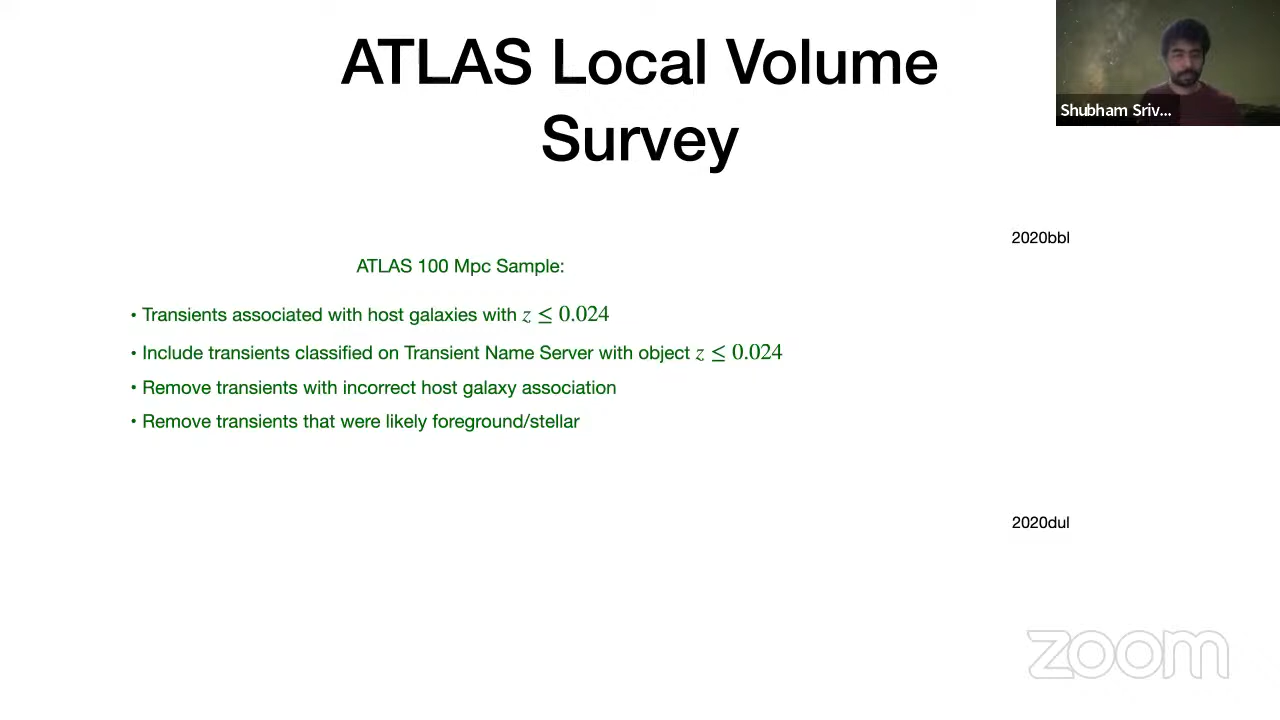 ATLAS Local Volume
Survey
Shubham Sriv...
2020bbl
ATLAS 100 Mpc Sample:
• Transients associated with host galaxies with z ≤ 0.024
• Include transients classified on Transient Name Server with object z ≤ 0.024
• Remove transients with incorrect host galaxy association
• Remove transients that were likely foreground/stellar
2020dul
zoom